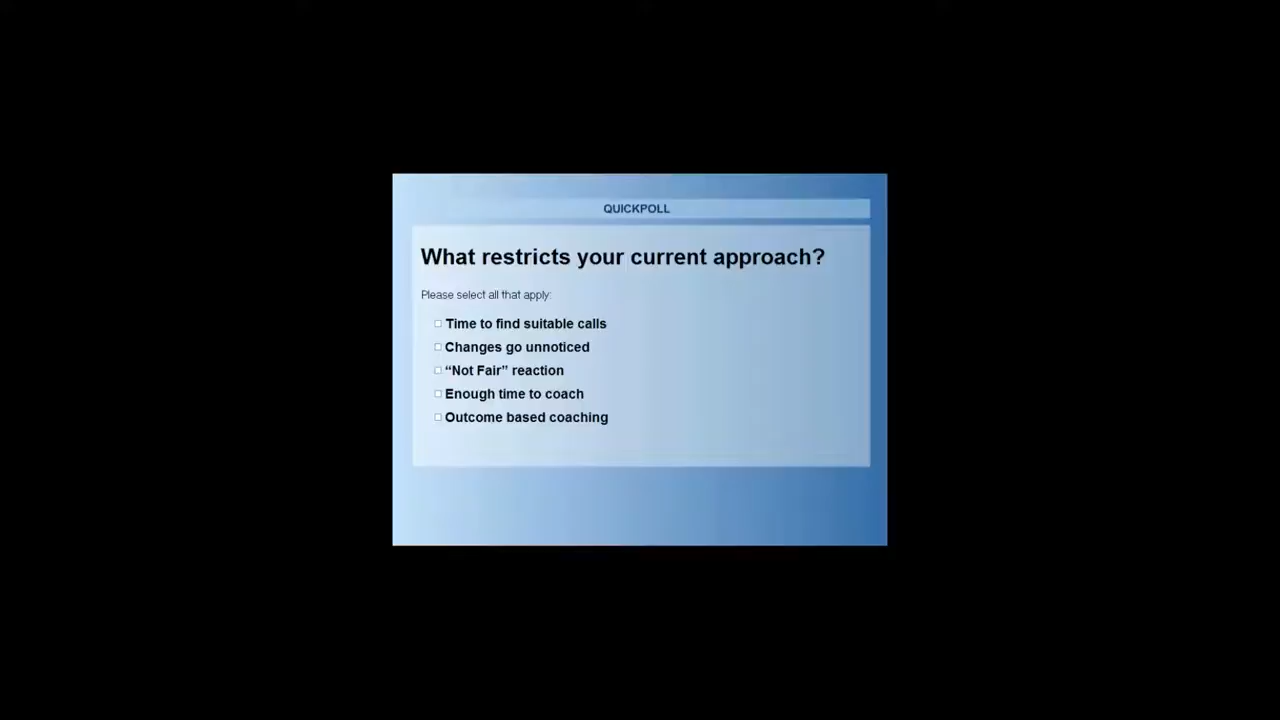 QUICKPOLL
What restricts your current approach?
Please select all that apply:
Time to find suitable calls
Changes go unnoticed
“Not Fair” reaction
Enough time to coach
Outcome based coaching